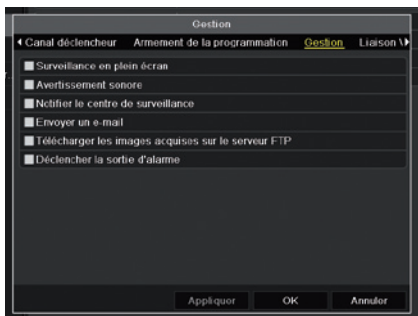 Gestion
Canal déclencheur Armement de la programmation Gestion Liaison
Surveillance en plein écran
Avertissement sonore
Notifier le centre de surveillance
Envoyer un e-mail
Télécharger les images acquises sur le serveur FTP
Déclencher la sortie d'alarme
Appliquer OK Annuler